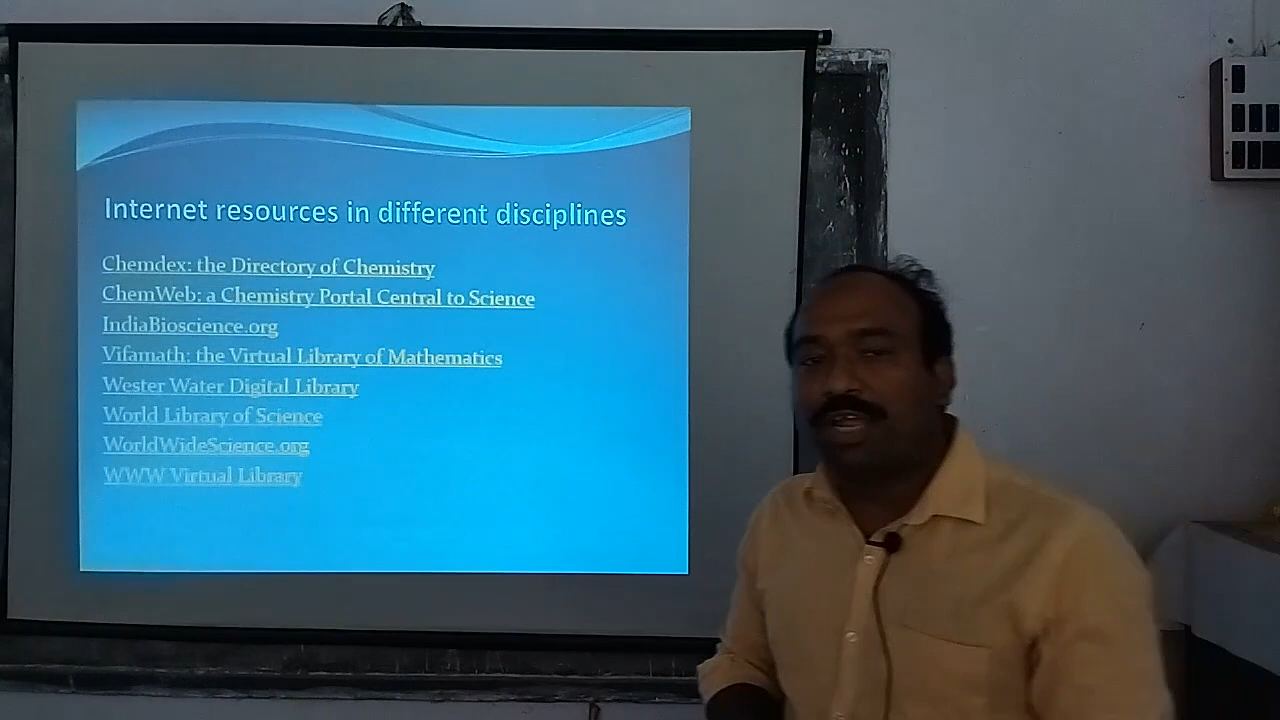 Internet resources in different disciplines
Chemdex: the Directory of Chemistry
ChemWeb: a Chemistry Portal Central to Science
IndiaBioscience.org
Vifamath: the Virtual Library of Mathematics
Wester Water Digital Library
World Library of Science
WorldWideScience.org
WWW Virtual Library